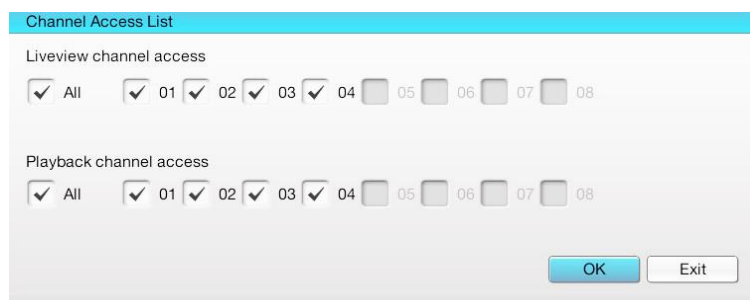 Channel Access List
Liveview channel access
All 01 02 03 04 05 06 07 08
Playback channel access
All 01 02 03 04 05 06 07 08
OK Exit